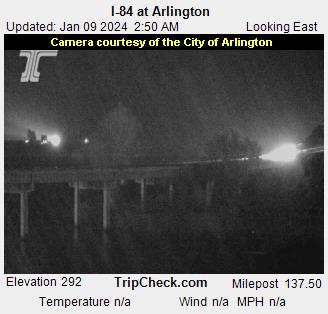 I-84 at Arlington
Updated: Jan 09 2024 2:50 AM Looking East
Camera courtesy of the City of Arlington
Elevation 292 TripCheck.com Milepost 137.50
Temperature n/a Wind n/a MPH n/a